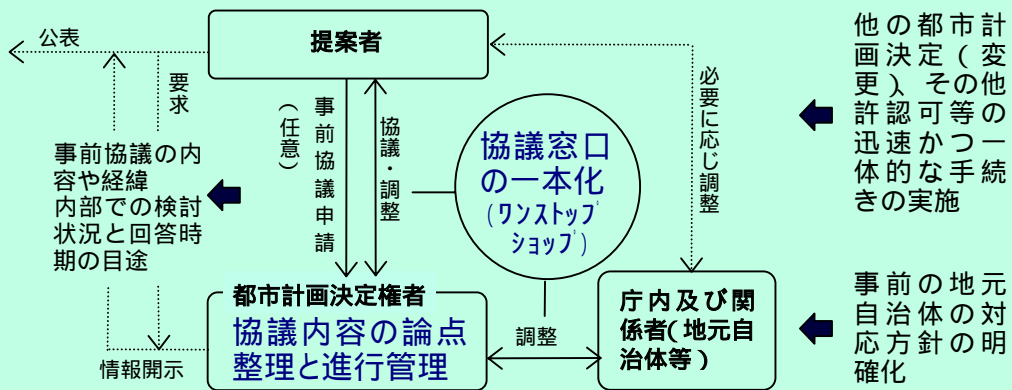 公表
提案者
要求
事前協議申請
(任意)
協議・調整
必要に応じ調整
協議窓口
の一本化
(ワンストップ
ショップ)
事前協議の内
容や経緯
内部での検討
状況と回答時
期の目途
情報開示
都市計画決定権者
協議内容の論点
整理と進行管理
調整
庁内及び関
係者(地元自
治体等)
他の都市計
画決定(変
更)、その他
許認可等の
迅速かつ一
体的な手続
きの実施
事前の地元
自治体の対
応方針の明
確化